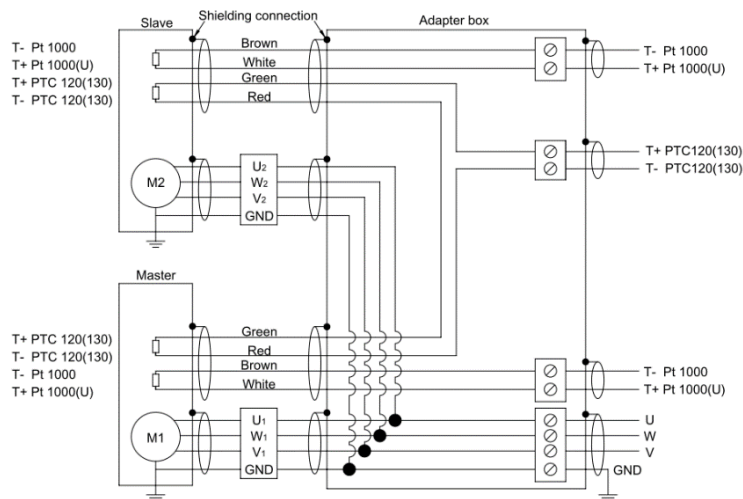 Slave
Shielding connection
Adapter box
T- Pt 1000
T+ Pt 1000(U)
T+ PTC 120(130)
T- PTC 120(130)
Brown
White
Green
Red
T- Pt 1000
T+ Pt 1000(U)
T+ PTC120(130)
T- PTC120(130)
M2
U2
W2
V2
GND
Master
T+ PTC 120(130)
T- PTC 120(130)
T- Pt 1000
T+ Pt 1000(U)
Green
Red
Brown
White
T- Pt 1000
T+ Pt 1000(U)
M1
U1
W1
V1
GND
U
W
V
GND